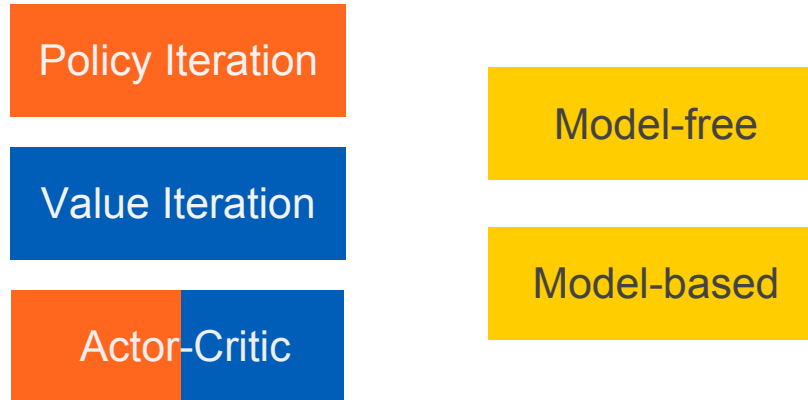 Policy Iteration
Value Iteration
Actor-Critic
Model-free
Model-based